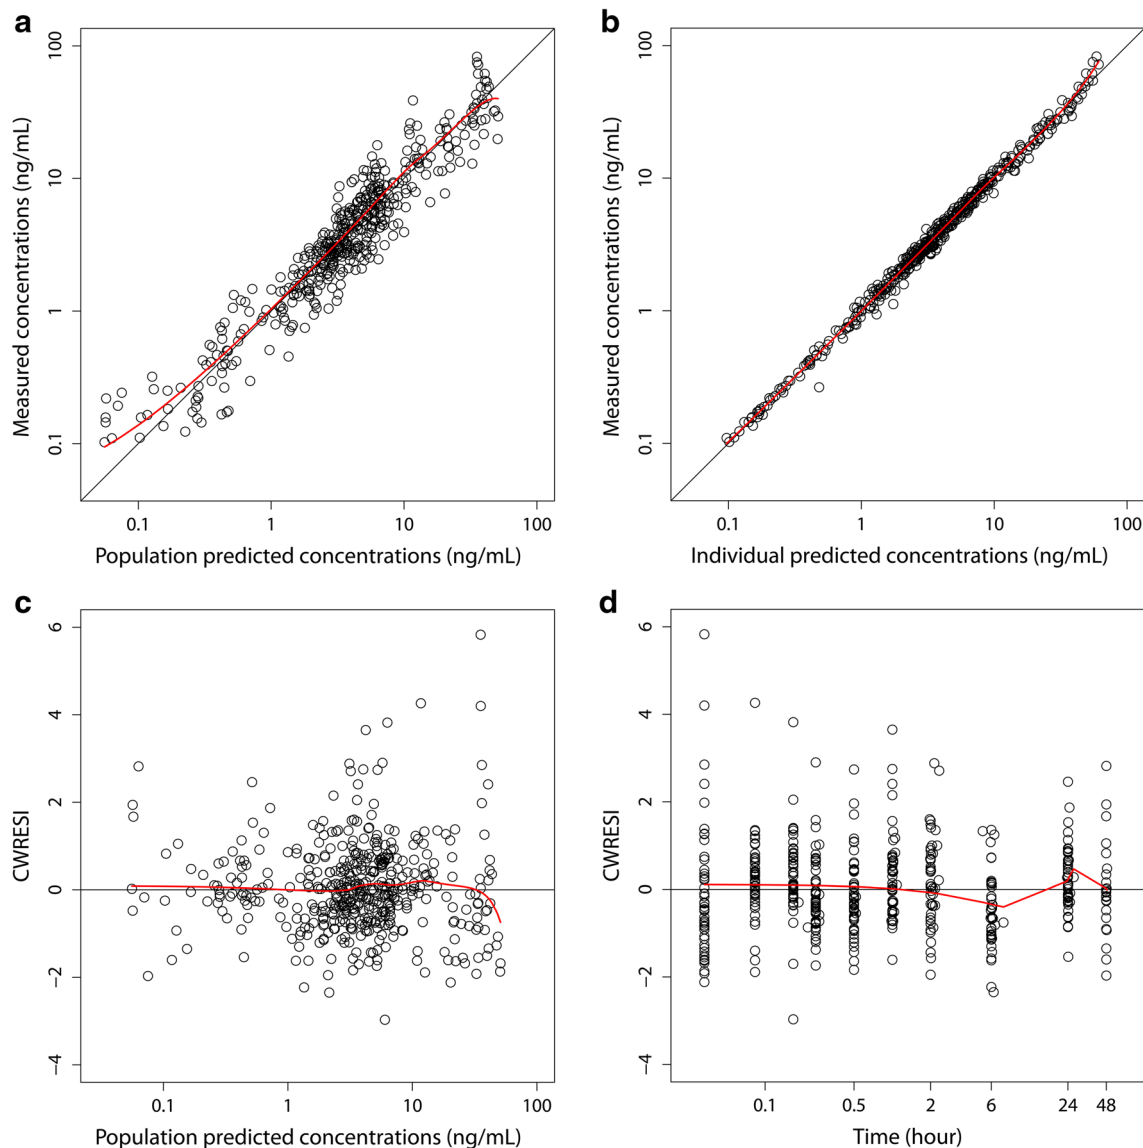 a
Measured concentrations (ng/mL)
100
10
1
0.1
0.1 1 10 100
Population predicted concentrations (ng/mL)
b
Measured concentrations (ng/mL)
100
10
1
0.1
0.1 1 10 100
Individual predicted concentrations (ng/mL)
c
CWRESI
6
4
2
0
−2
−4
0.1 1 10 100
Population predicted concentrations (ng/mL)
d
CWRESI
6
4
2
0
−2
−4
0.1 0.5 2 6 24 48
Time (hour)